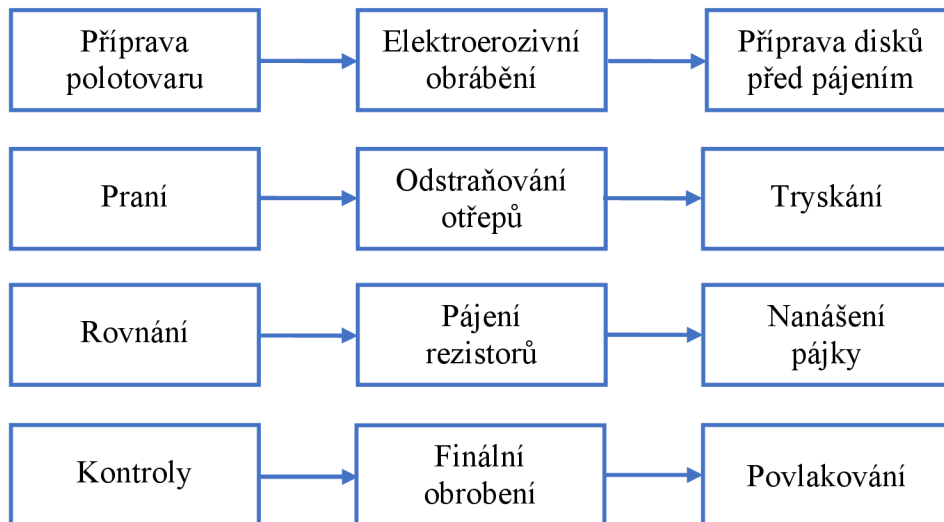 Příprava
polotovaru
Elektroerozivní
obrábění
Příprava disků
před pájením
Praní
Odstraňování
otřepů
Tryskání
Rovnání
Pájení
rezistorů
Nanášení
pájky
Kontroly
Finální
obrobení
Povlakování